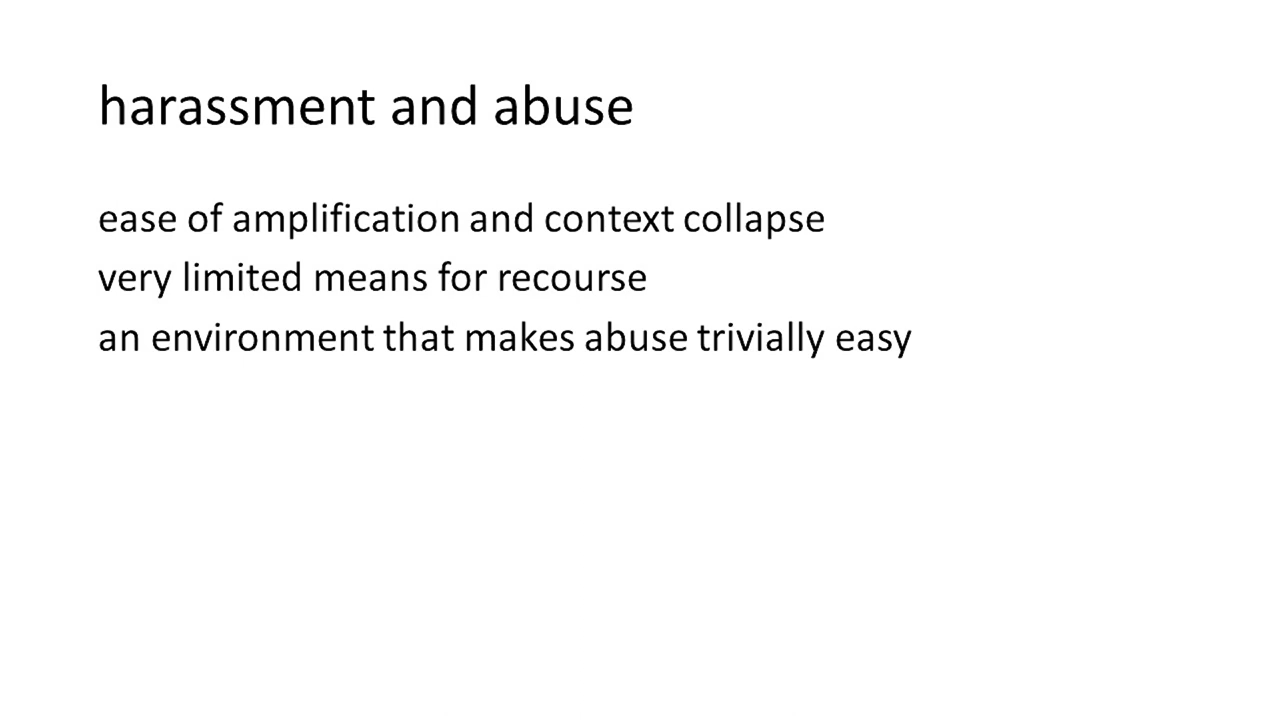 harassment and abuse
ease of amplification and context collapse
very limited means for recourse
an environment that makes abuse trivially easy